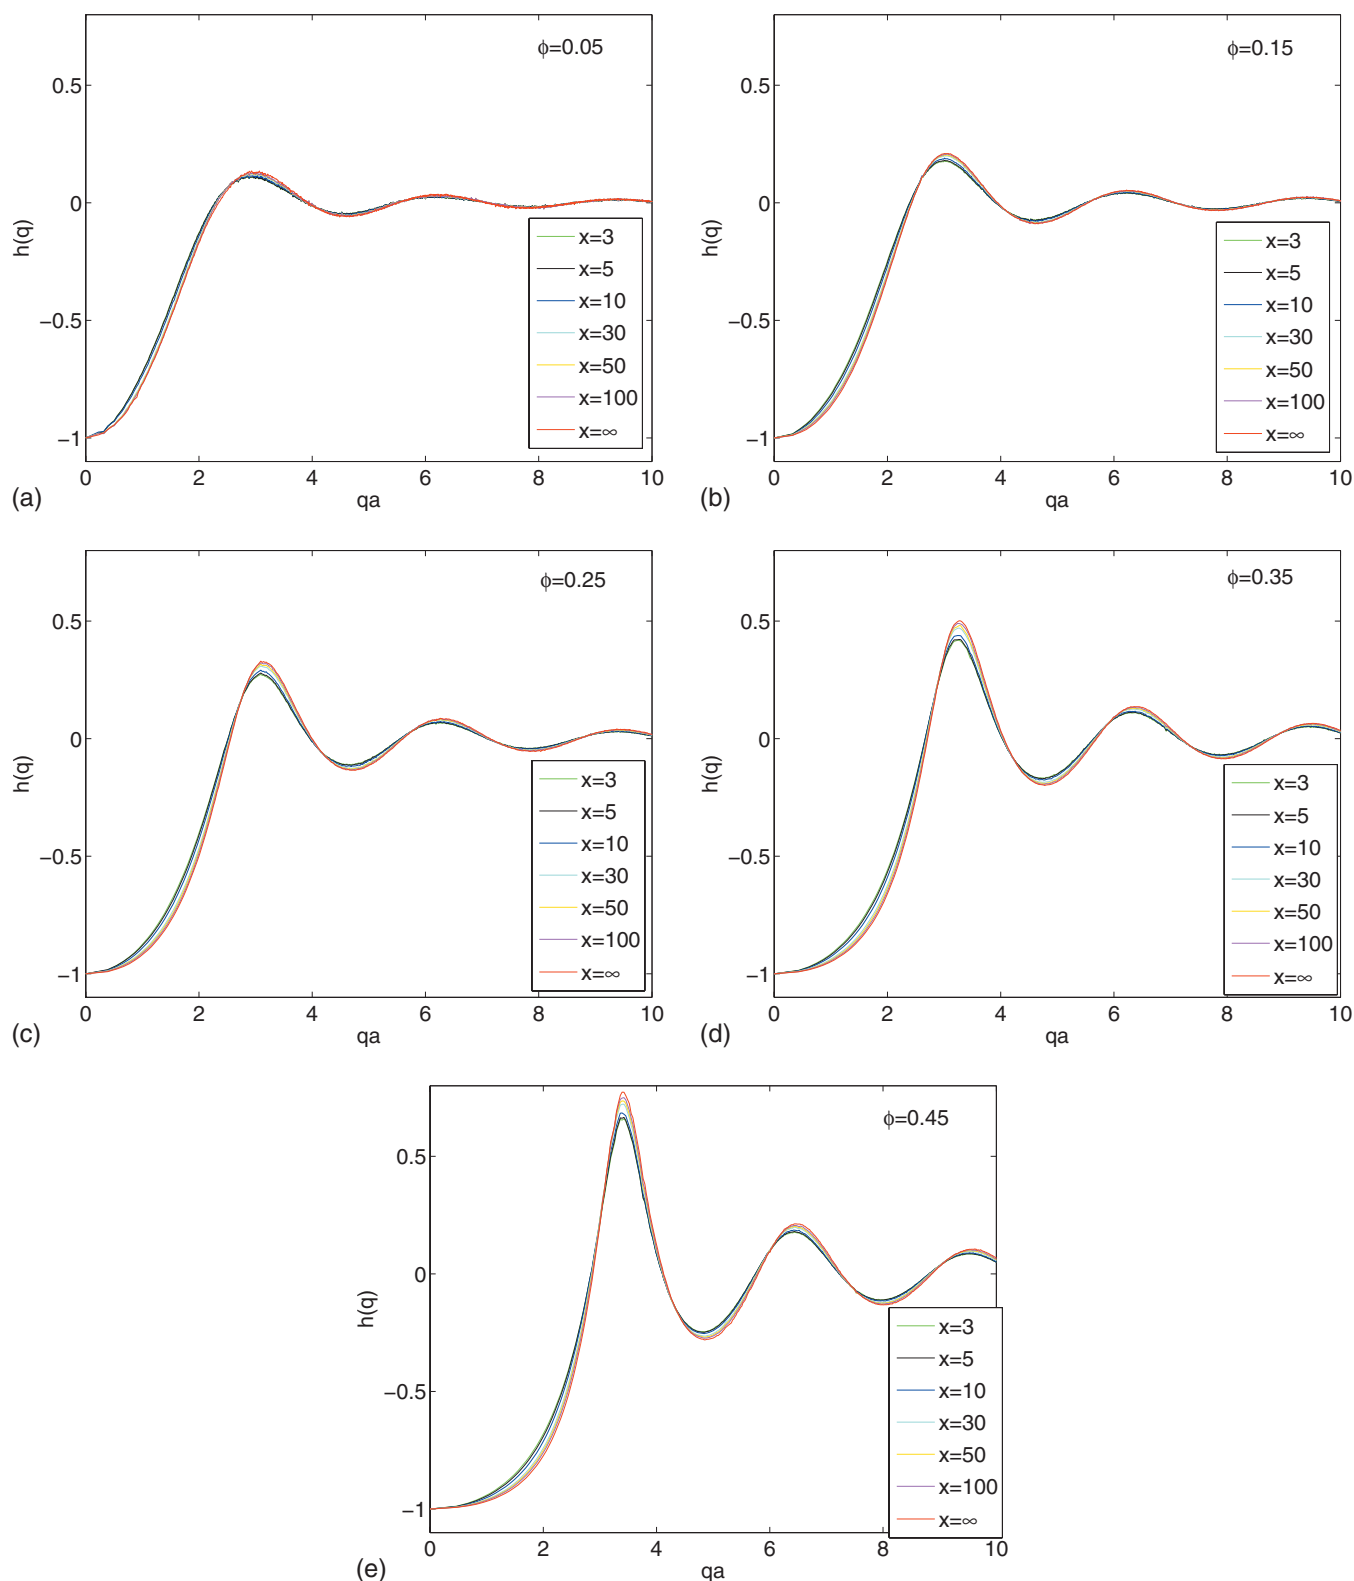 φ=0.05
0.5
0
−0.5
−1
h(q)
x=3
x=5
x=10
x=30
x=50
x=100
x=∞
0 2 4 6 8 10
qa
(a)
φ=0.15
0.5
0
−0.5
−1
h(q)
x=3
x=5
x=10
x=30
x=50
x=100
x=∞
0 2 4 6 8 10
qa
(b)
φ=0.25
0.5
0
−0.5
−1
h(q)
x=3
x=5
x=10
x=30
x=50
x=100
x=∞
0 2 4 6 8 10
qa
(c)
φ=0.35
0.5
0
−0.5
−1
h(q)
x=3
x=5
x=10
x=30
x=50
x=100
x=∞
0 2 4 6 8 10
qa
(d)
φ=0.45
0.5
0
−0.5
−1
h(q)
x=3
x=5
x=10
x=30
x=50
x=100
x=∞
0 2 4 6 8 10
qa
(e)